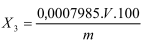 X₃ = 0,0007985.V.100 / m